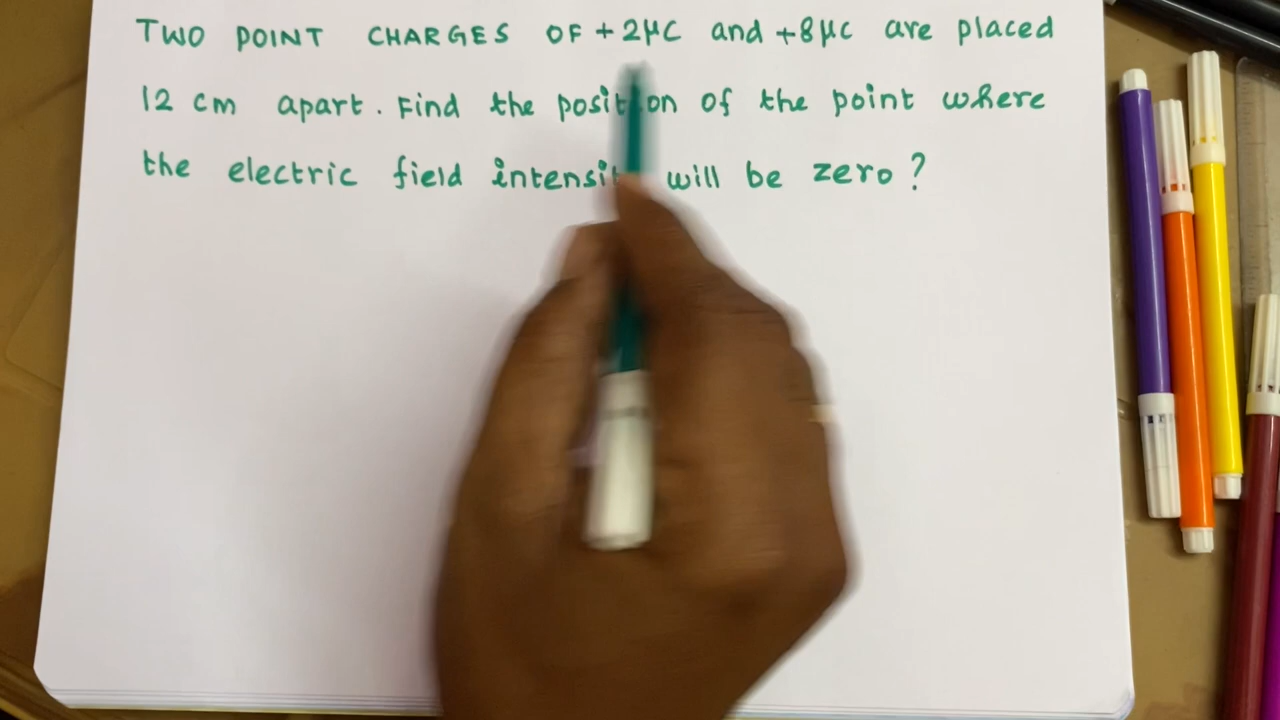 TWO POINT CHARGES OF +2μC and +8μc are placed
12 cm apart. Find the position of the point where
the electric field intensity will be zero?